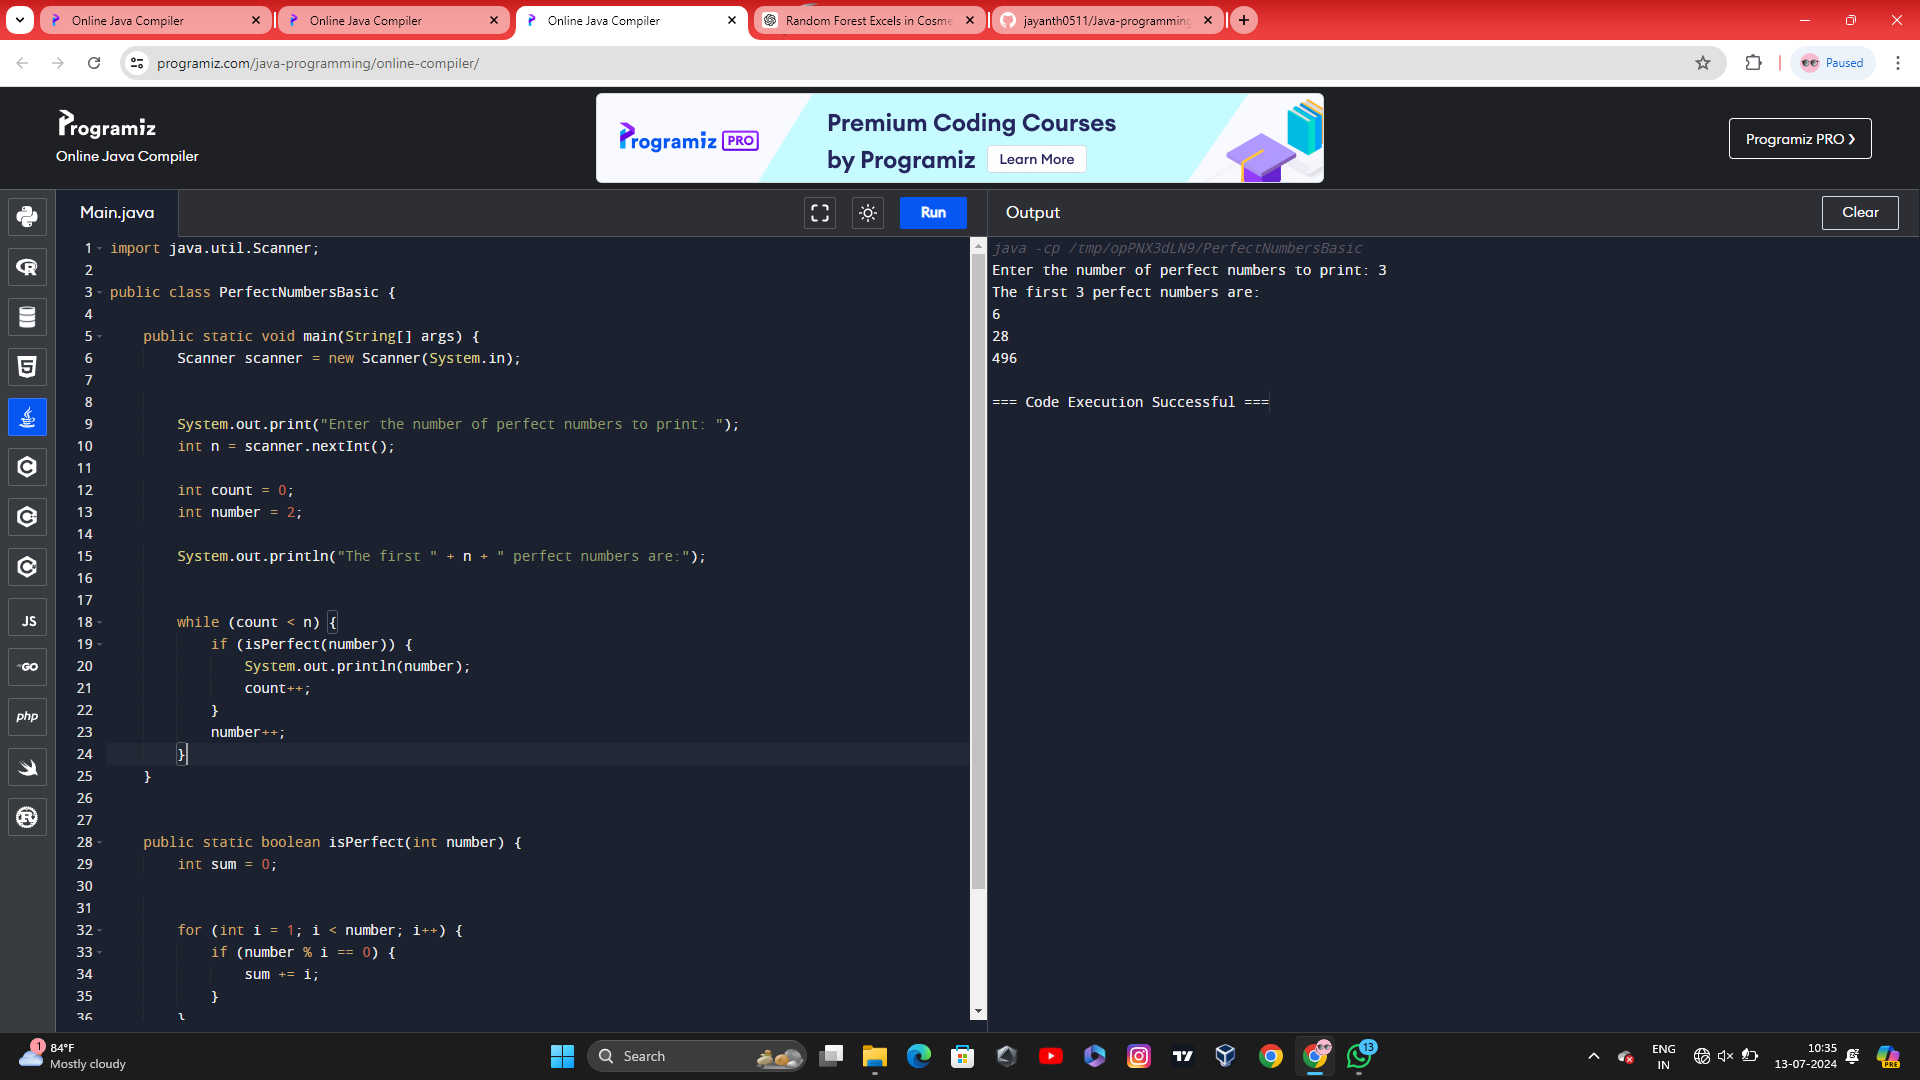 Online Java Compiler
Online Java Compiler
Online Java Compiler
Random Forest Excels in Cosme
jayanth0511/Java-programming
programiz.com/java-programming/online-compiler/
Paused
Programiz
Online Java Compiler
Programiz PRO
Premium Coding Courses
by Programiz
Learn More
Programiz PRO ❯
Main.java
Run
Output
Clear
1 import java.util.Scanner;
2
3 public class PerfectNumbersBasic {
4
5     public static void main(String[] args) {
6         Scanner scanner = new Scanner(System.in);
7
8
9         System.out.print("Enter the number of perfect numbers to print: ");
10         int n = scanner.nextInt();
11
12         int count = 0;
13         int number = 2;
14
15         System.out.println("The first " + n + " perfect numbers are:");
16
17
18         while (count < n) {
19             if (isPerfect(number)) {
20                 System.out.println(number);
21                 count++;
22             }
23             number++;
24         }
25     }
26
27
28     public static boolean isPerfect(int number) {
29         int sum = 0;
30
31
32         for (int i = 1; i < number; i++) {
33             if (number % i == 0) {
34                 sum += i;
35             }
36         }
java -cp /tmp/opPNX3dLN9/PerfectNumbersBasic
Enter the number of perfect numbers to print: 3
The first 3 perfect numbers are:
6
28
496
=== Code Execution Successful ===
JS
GO
php
1
84°F
Mostly cloudy
Search
13
ENG
IN
10:35
13-07-2024
PRE